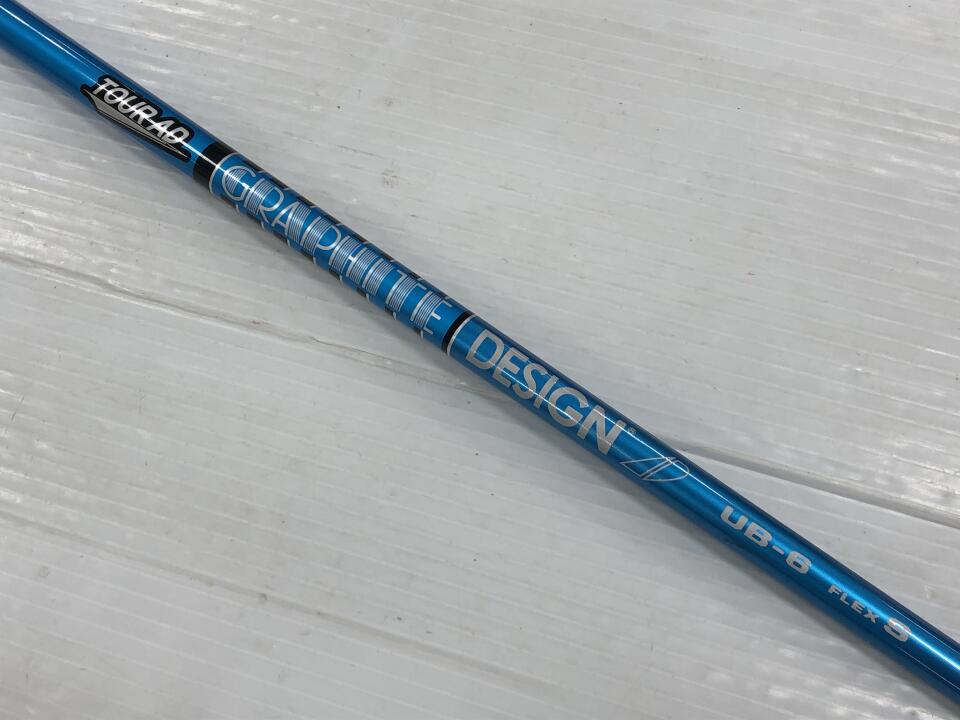 TOUR AD
GRAPHITE
DESIGN®
UB-6
FLEX S